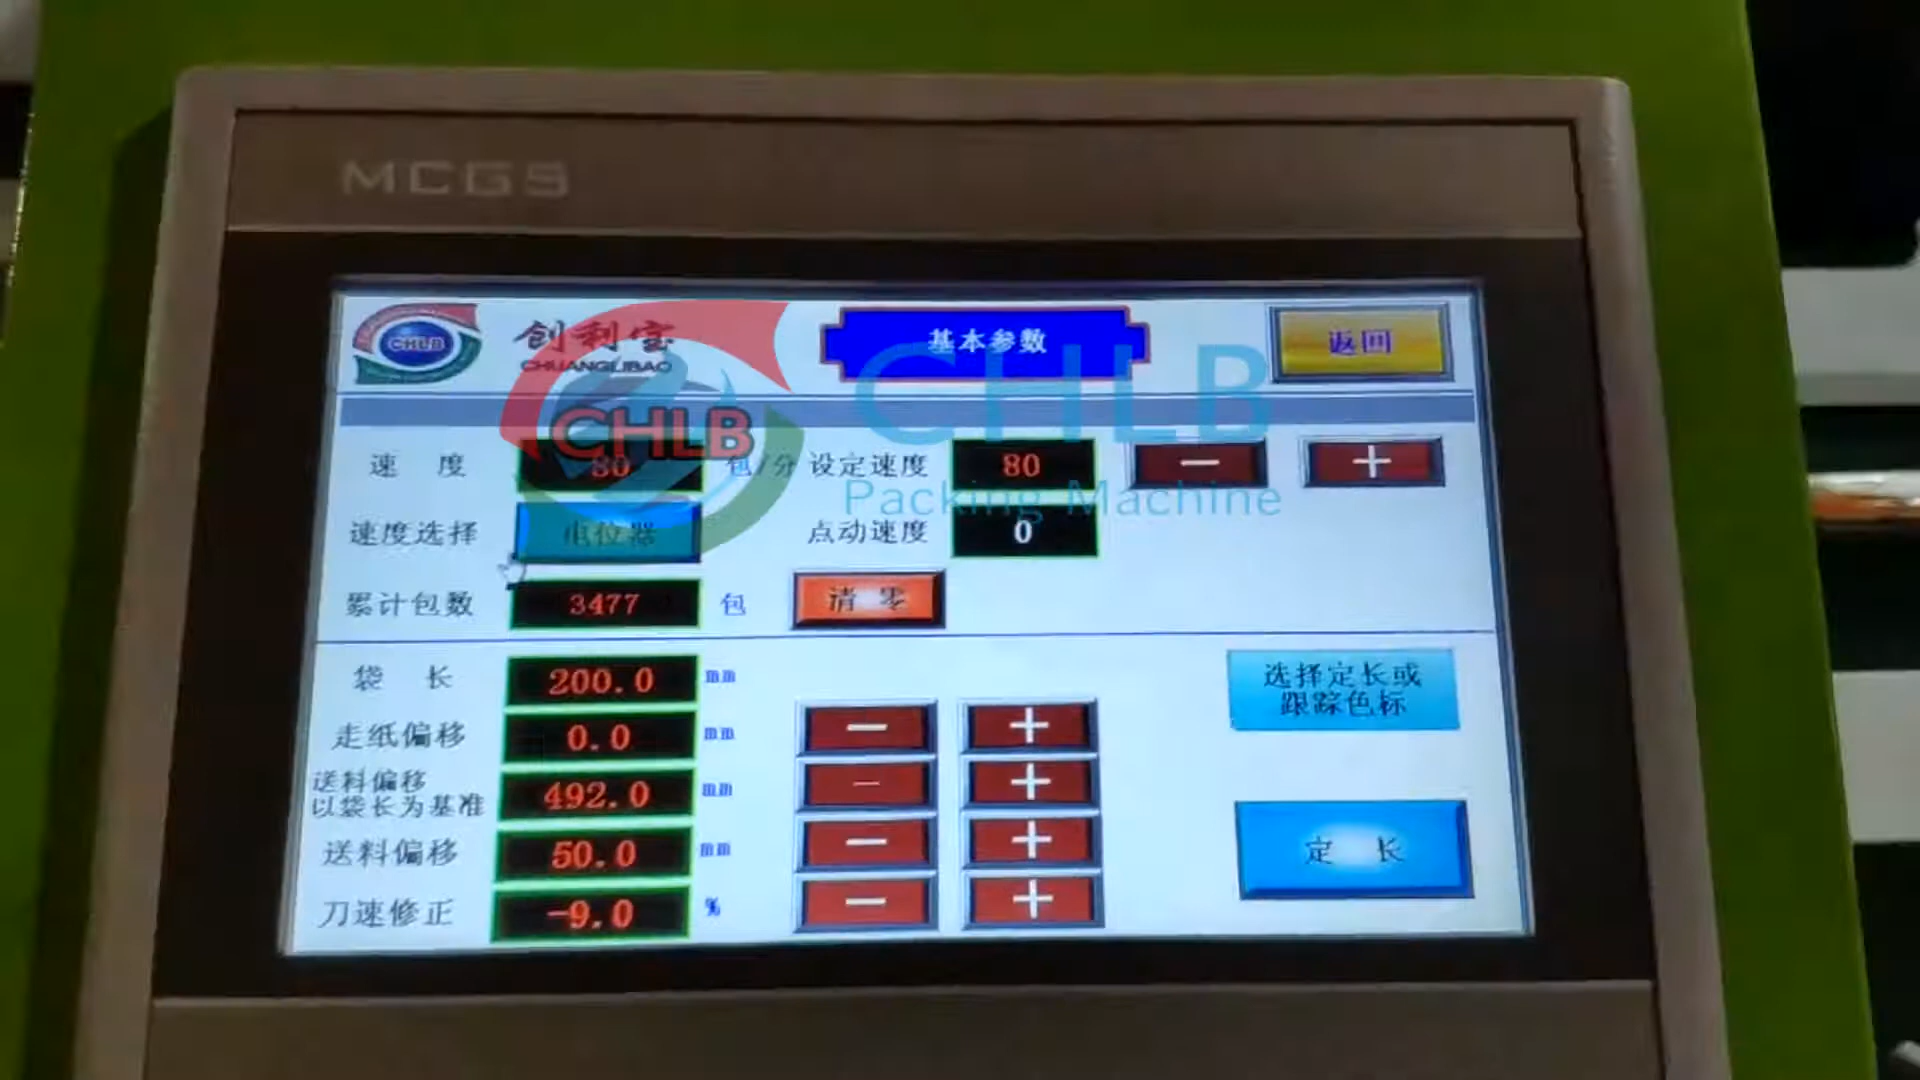 MCGS
CHLB
创利宝
CHUANGLIBAO
基本参数
返回
CHLB
CHLB
Packing Machine
速 度 80 包/分 设定速度 80 － ＋
速度选择 电位器 点动速度 0
累计包数 3477 包 清 零
袋 长 200.0 mm
选择定长或
跟踪色标
走纸偏移 0.0 mm － ＋
送料偏移
以袋长为基准 492.0 mm － ＋
送料偏移 50.0 mm － ＋
定 长
刀速修正 -9.0 % － ＋